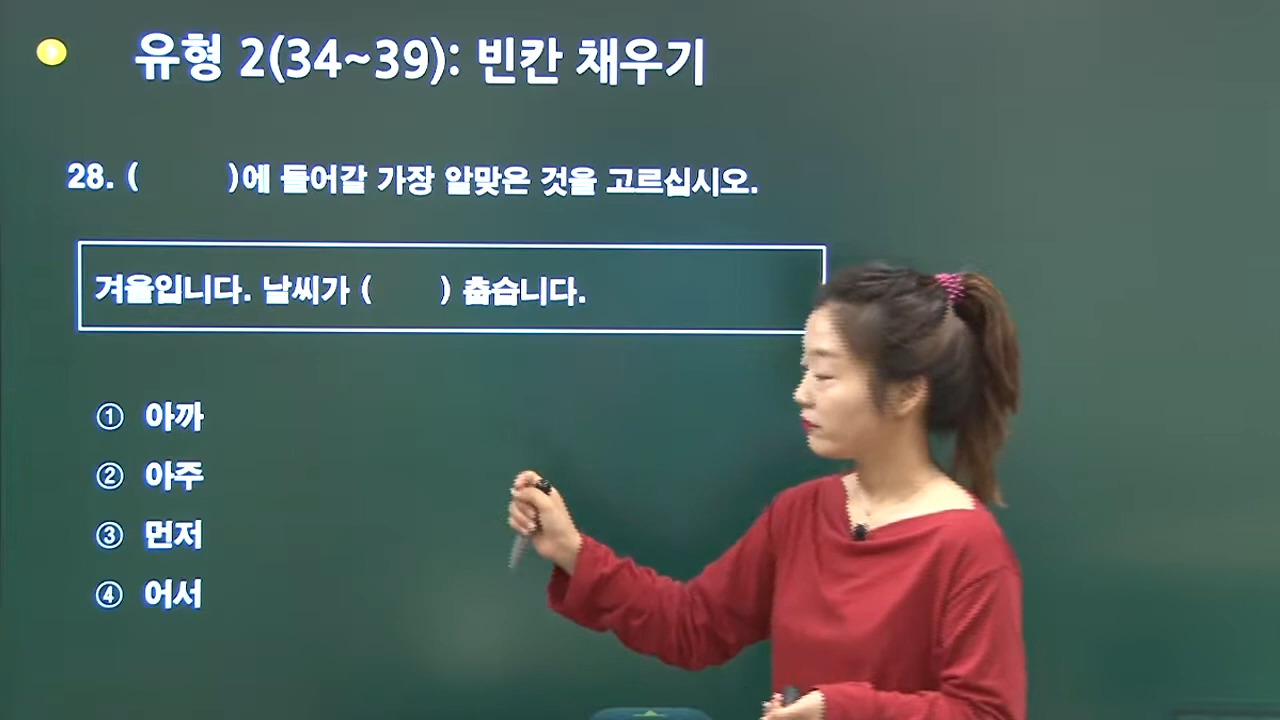 유형 2(34~39): 빈칸 채우기
28. (        )에 들어갈 가장 알맞은 것을 고르십시오.
겨울입니다. 날씨가 (        ) 춥습니다.
① 아까
② 아주
③ 먼저
④ 어서